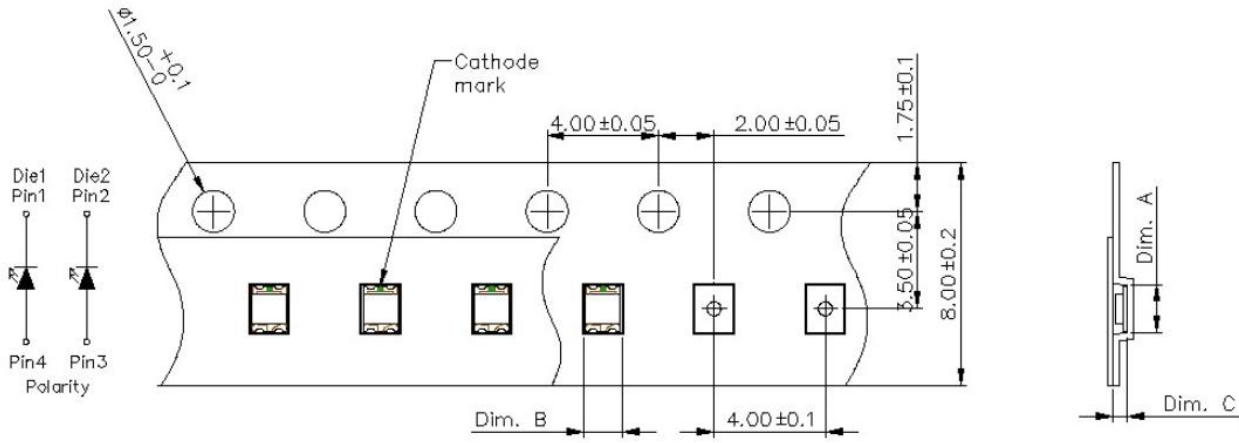 ø1.50 +0.1
-0
Cathode
mark
4.00±0.05
2.00±0.05
1.75±0.1
Die1 Die2
Pin1 Pin2
3.50±0.05
8.00±0.2
Dim. A
Pin4 Pin3
Polarity
Dim. B
4.00±0.1
Dim. C